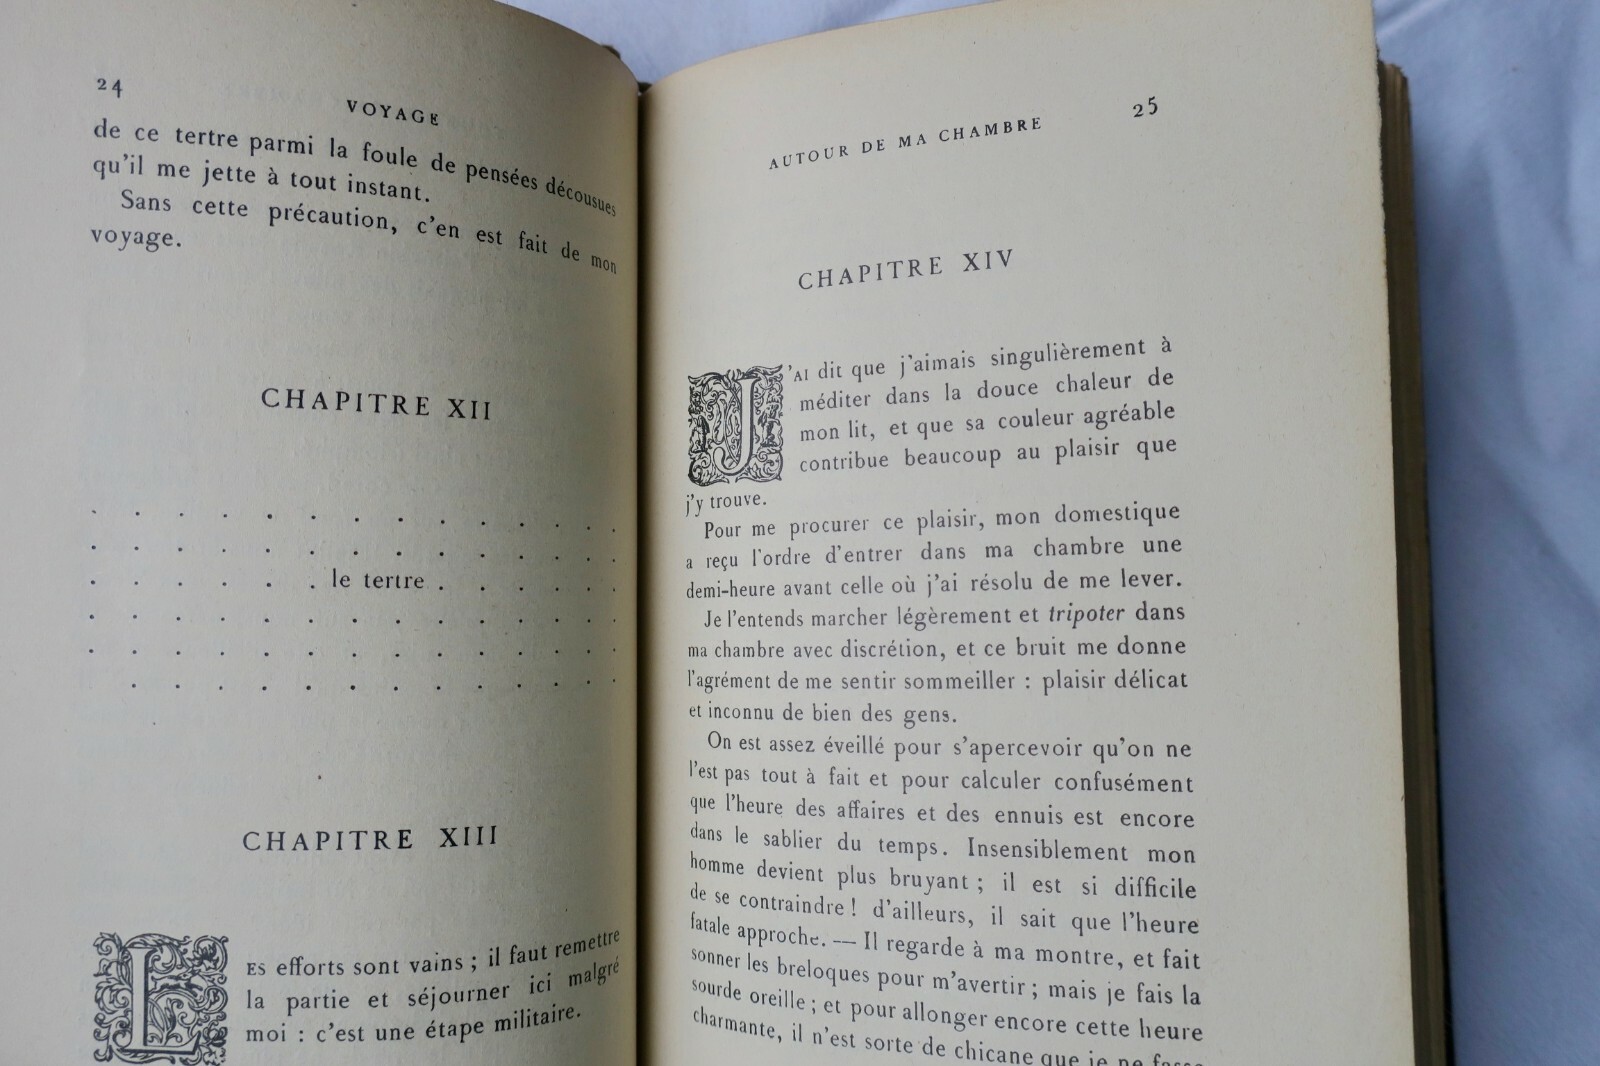 24
VOYAGE
de ce tertre parmi la foule de pensées décousues
qu'il me jette à tout instant.
Sans cette précaution, c'en est fait de mon
voyage.
CHAPITRE XII
. . . . . . . . . . . . .
. . . . . . . . . . . . .
. . . . . . le tertre . . . . .
. . . . . . . . . . . . .
. . . . . . . . . . . . .
. . . . . . . . . . . .
CHAPITRE XIII
LES efforts sont vains ; il faut remettre
la partie et séjourner ici malgré
moi : c'est une étape militaire.
AUTOUR DE MA CHAMBRE
25
CHAPITRE XIV
J'AI dit que j'aimais singulièrement à
méditer dans la douce chaleur de
mon lit, et que sa couleur agréable
contribue beaucoup au plaisir que
j'y trouve.
Pour me procurer ce plaisir, mon domestique
a reçu l'ordre d'entrer dans ma chambre une
demi-heure avant celle où j'ai résolu de me lever.
Je l'entends marcher légèrement et tripoter dans
ma chambre avec discrétion, et ce bruit me donne
l'agrément de me sentir sommeiller : plaisir délicat
et inconnu de bien des gens.
On est assez éveillé pour s'apercevoir qu'on ne
l'est pas tout à fait et pour calculer confusément
que l'heure des affaires et des ennuis est encore
dans le sablier du temps. Insensiblement mon
homme devient plus bruyant ; il est si difficile
de se contraindre ! d'ailleurs, il sait que l'heure
fatale approche. — Il regarde à ma montre, et fait
sonner les breloques pour m'avertir ; mais je fais la
sourde oreille ; et pour allonger encore cette heure
charmante, il n'est sorte de chicane que je ne fasse